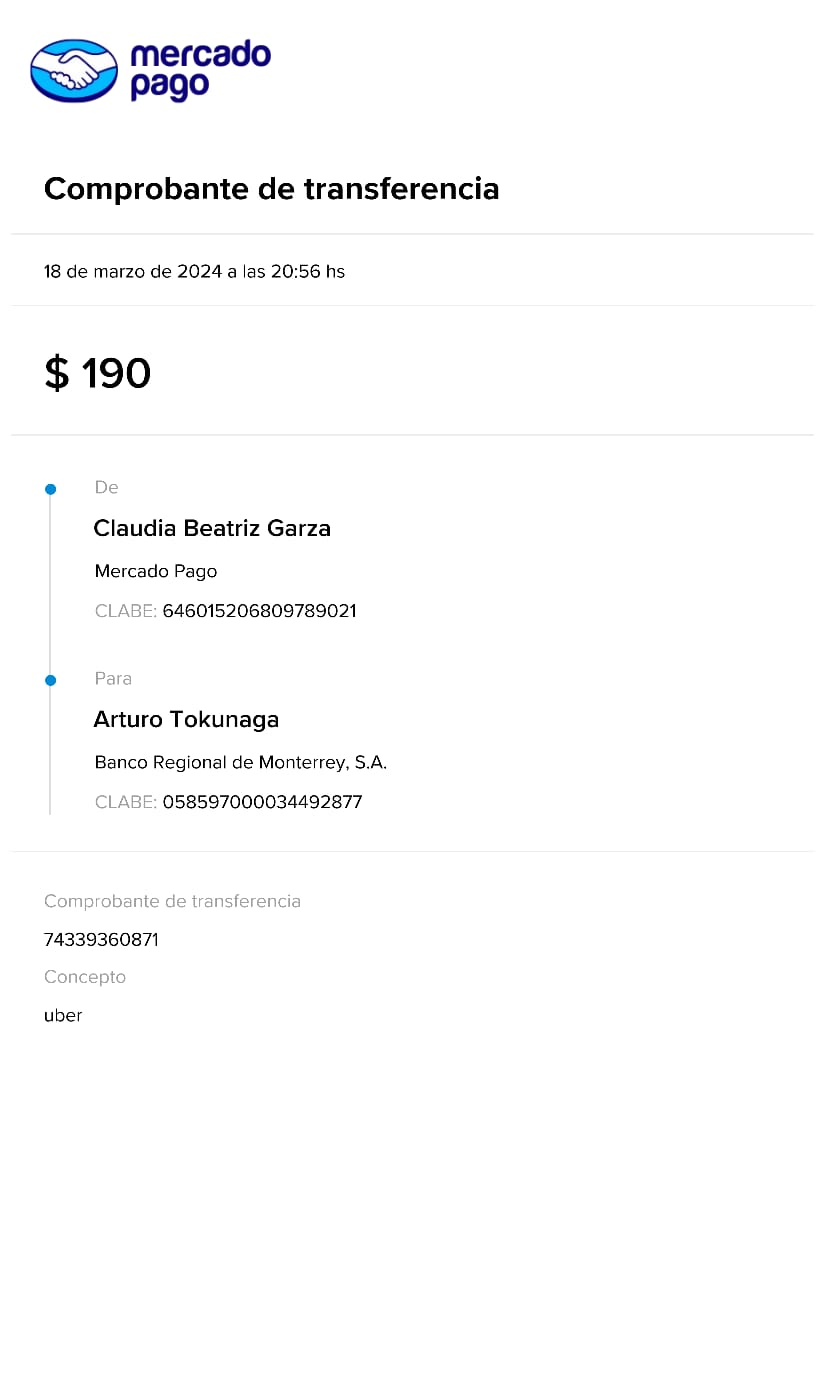 mercado
pago
Comprobante de transferencia
18 de marzo de 2024 a las 20:56 hs
$ 190
De
Claudia Beatriz Garza
Mercado Pago
CLABE: 646015206809789021
Para
Arturo Tokunaga
Banco Regional de Monterrey, S.A.
CLABE: 058597000034492877
Comprobante de transferencia
74339360871
Concepto
uber